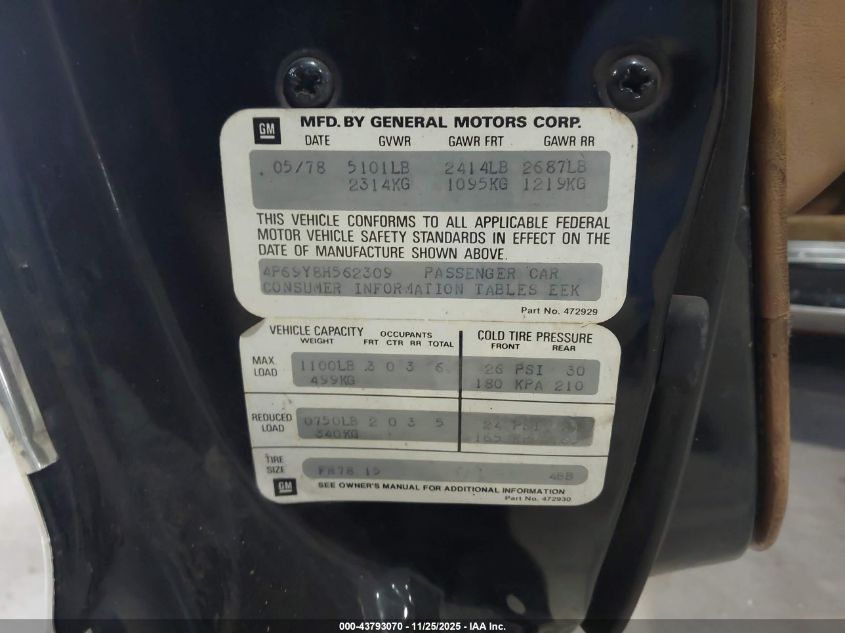 GM MFD. BY GENERAL MOTORS CORP.
DATE GVWR GAWR FRT GAWR RR
05/78 5101LB 2414LB 2687LB
2314KG 1095KG 1219KG
THIS VEHICLE CONFORMS TO ALL APPLICABLE FEDERAL
MOTOR VEHICLE SAFETY STANDARDS IN EFFECT ON THE
DATE OF MANUFACTURE SHOWN ABOVE.
4P69Y8H562309 PASSENGER CAR
CONSUMER INFORMATION TABLES EEK
Part No. 472929
VEHICLE CAPACITY OCCUPANTS COLD TIRE PRESSURE
WEIGHT FRT CTR RR TOTAL FRONT REAR
MAX. LOAD 1100LB 3 0 3 6 26 PSI 30
499KG 180 KPA 210
REDUCED LOAD 0750LB 2 0 3 5 24 PSI
340KG 165 KPA
TIRE SIZE 15 4BB
GM SEE OWNER'S MANUAL FOR ADDITIONAL INFORMATION
Part No. 472930
000-43793070 • 11/25/2025 - IAA Inc.